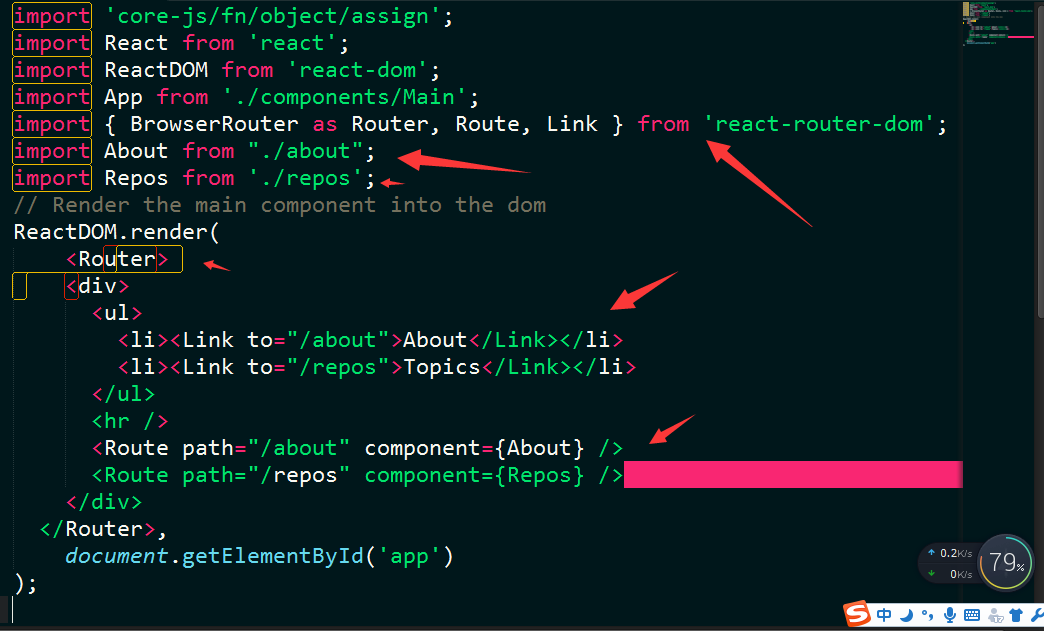 import 'core-js/fn/object/assign';
import React from 'react';
import ReactDOM from 'react-dom';
import App from './components/Main';
import { BrowserRouter as Router, Route, Link } from 'react-router-dom';
import About from "./about";
import Repos from './repos';
// Render the main component into the dom
ReactDOM.render(
    <Router>
    <div>
      <ul>
        <li><Link to="/about">About</Link></li>
        <li><Link to="/repos">Topics</Link></li>
      </ul>
      <hr />
      <Route path="/about" component={About} />
      <Route path="/repos" component={Repos} />
    </div>
  </Router>,
    document.getElementById('app')
);
0.2K/s
0K/s
79%
S 中